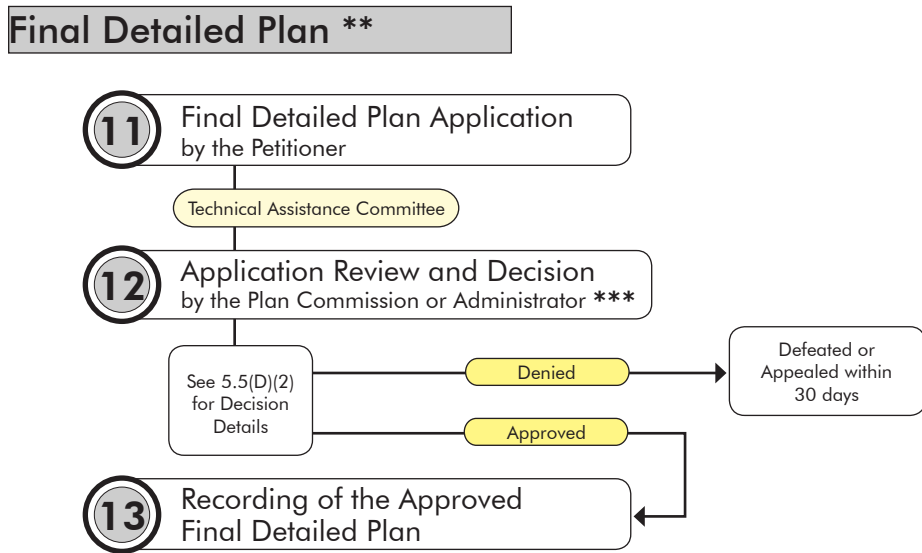 Final Detailed Plan **
11
Final Detailed Plan Application
by the Petitioner
Technical Assistance Committee
12
Application Review and Decision
by the Plan Commission or Administrator ***
See 5.5(D)(2)
for Decision
Details
Denied
Defeated or
Appealed within
30 days
Approved
13
Recording of the Approved
Final Detailed Plan